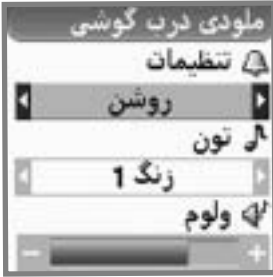 ملودی درب گوشی
تنظیمات
روشن
تون
زنگ 1
ولوم